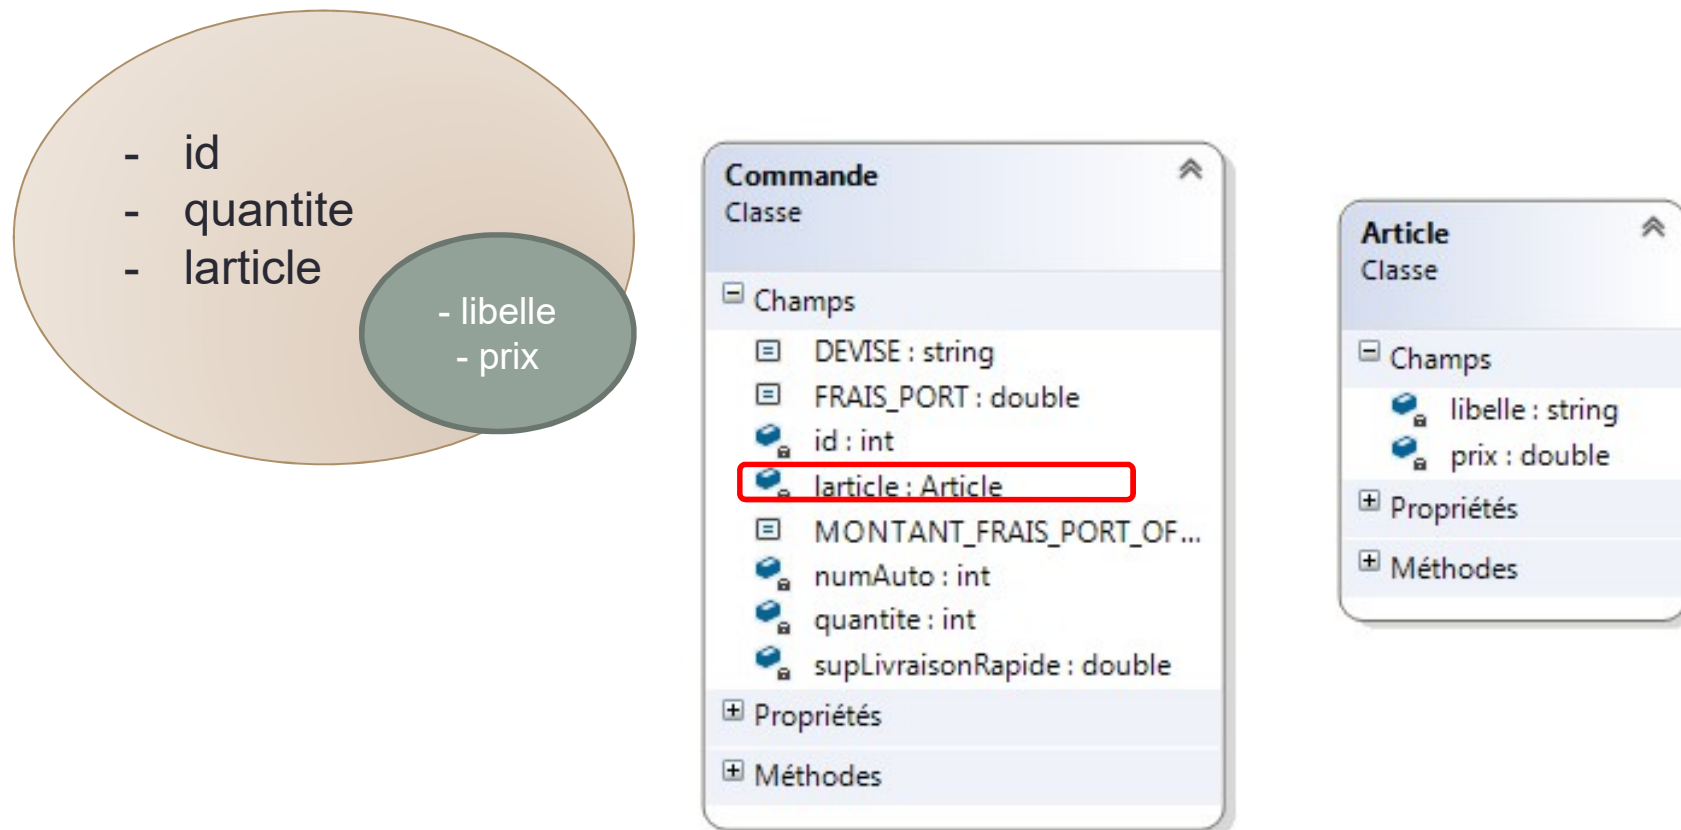 - id
- quantite
- larticle
- libelle
- prix
Commande
Classe
Champs
DEVISE : string
FRAIS_PORT : double
id : int
larticle : Article
MONTANT_FRAIS_PORT_OF...
numAuto : int
quantite : int
supLivraisonRapide : double
Propriétés
Méthodes
Article
Classe
Champs
libelle : string
prix : double
Propriétés
Méthodes